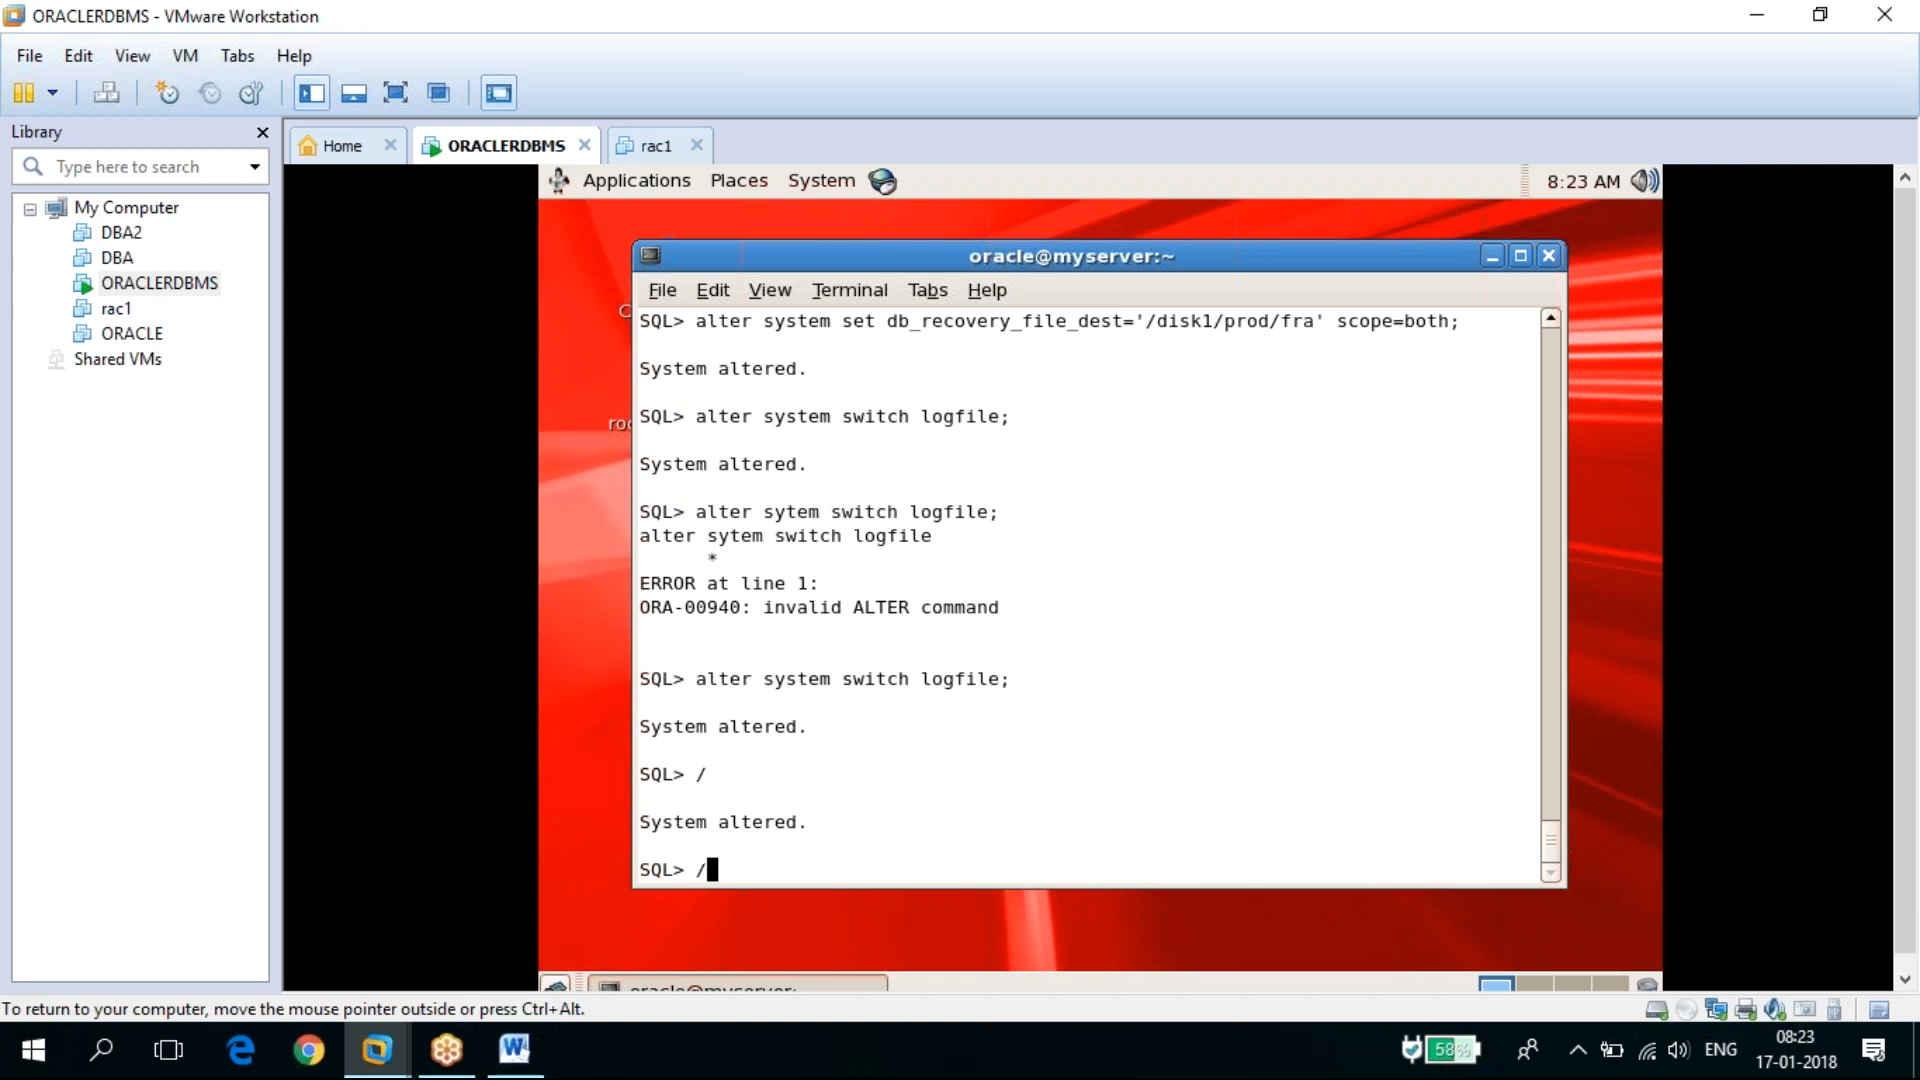 ORACLERDBMS - VMware Workstation
File Edit View VM Tabs Help
Library
Home
ORACLERDBMS
rac1
Type here to search
My Computer
DBA2
DBA
ORACLERDBMS
rac1
ORACLE
Shared VMs
Applications Places System
8:23 AM
oracle@myserver:~
File Edit View Terminal Tabs Help
SQL> alter system set db_recovery_file_dest='/disk1/prod/fra' scope=both;
System altered.
SQL> alter system switch logfile;
System altered.
SQL> alter sytem switch logfile;
alter sytem switch logfile
*
ERROR at line 1:
ORA-00940: invalid ALTER command
SQL> alter system switch logfile;
System altered.
SQL> /
System altered.
SQL> /
oracle@myserver:
To return to your computer, move the mouse pointer outside or press Ctrl+Alt.
58%
ENG
08:23
17-01-2018